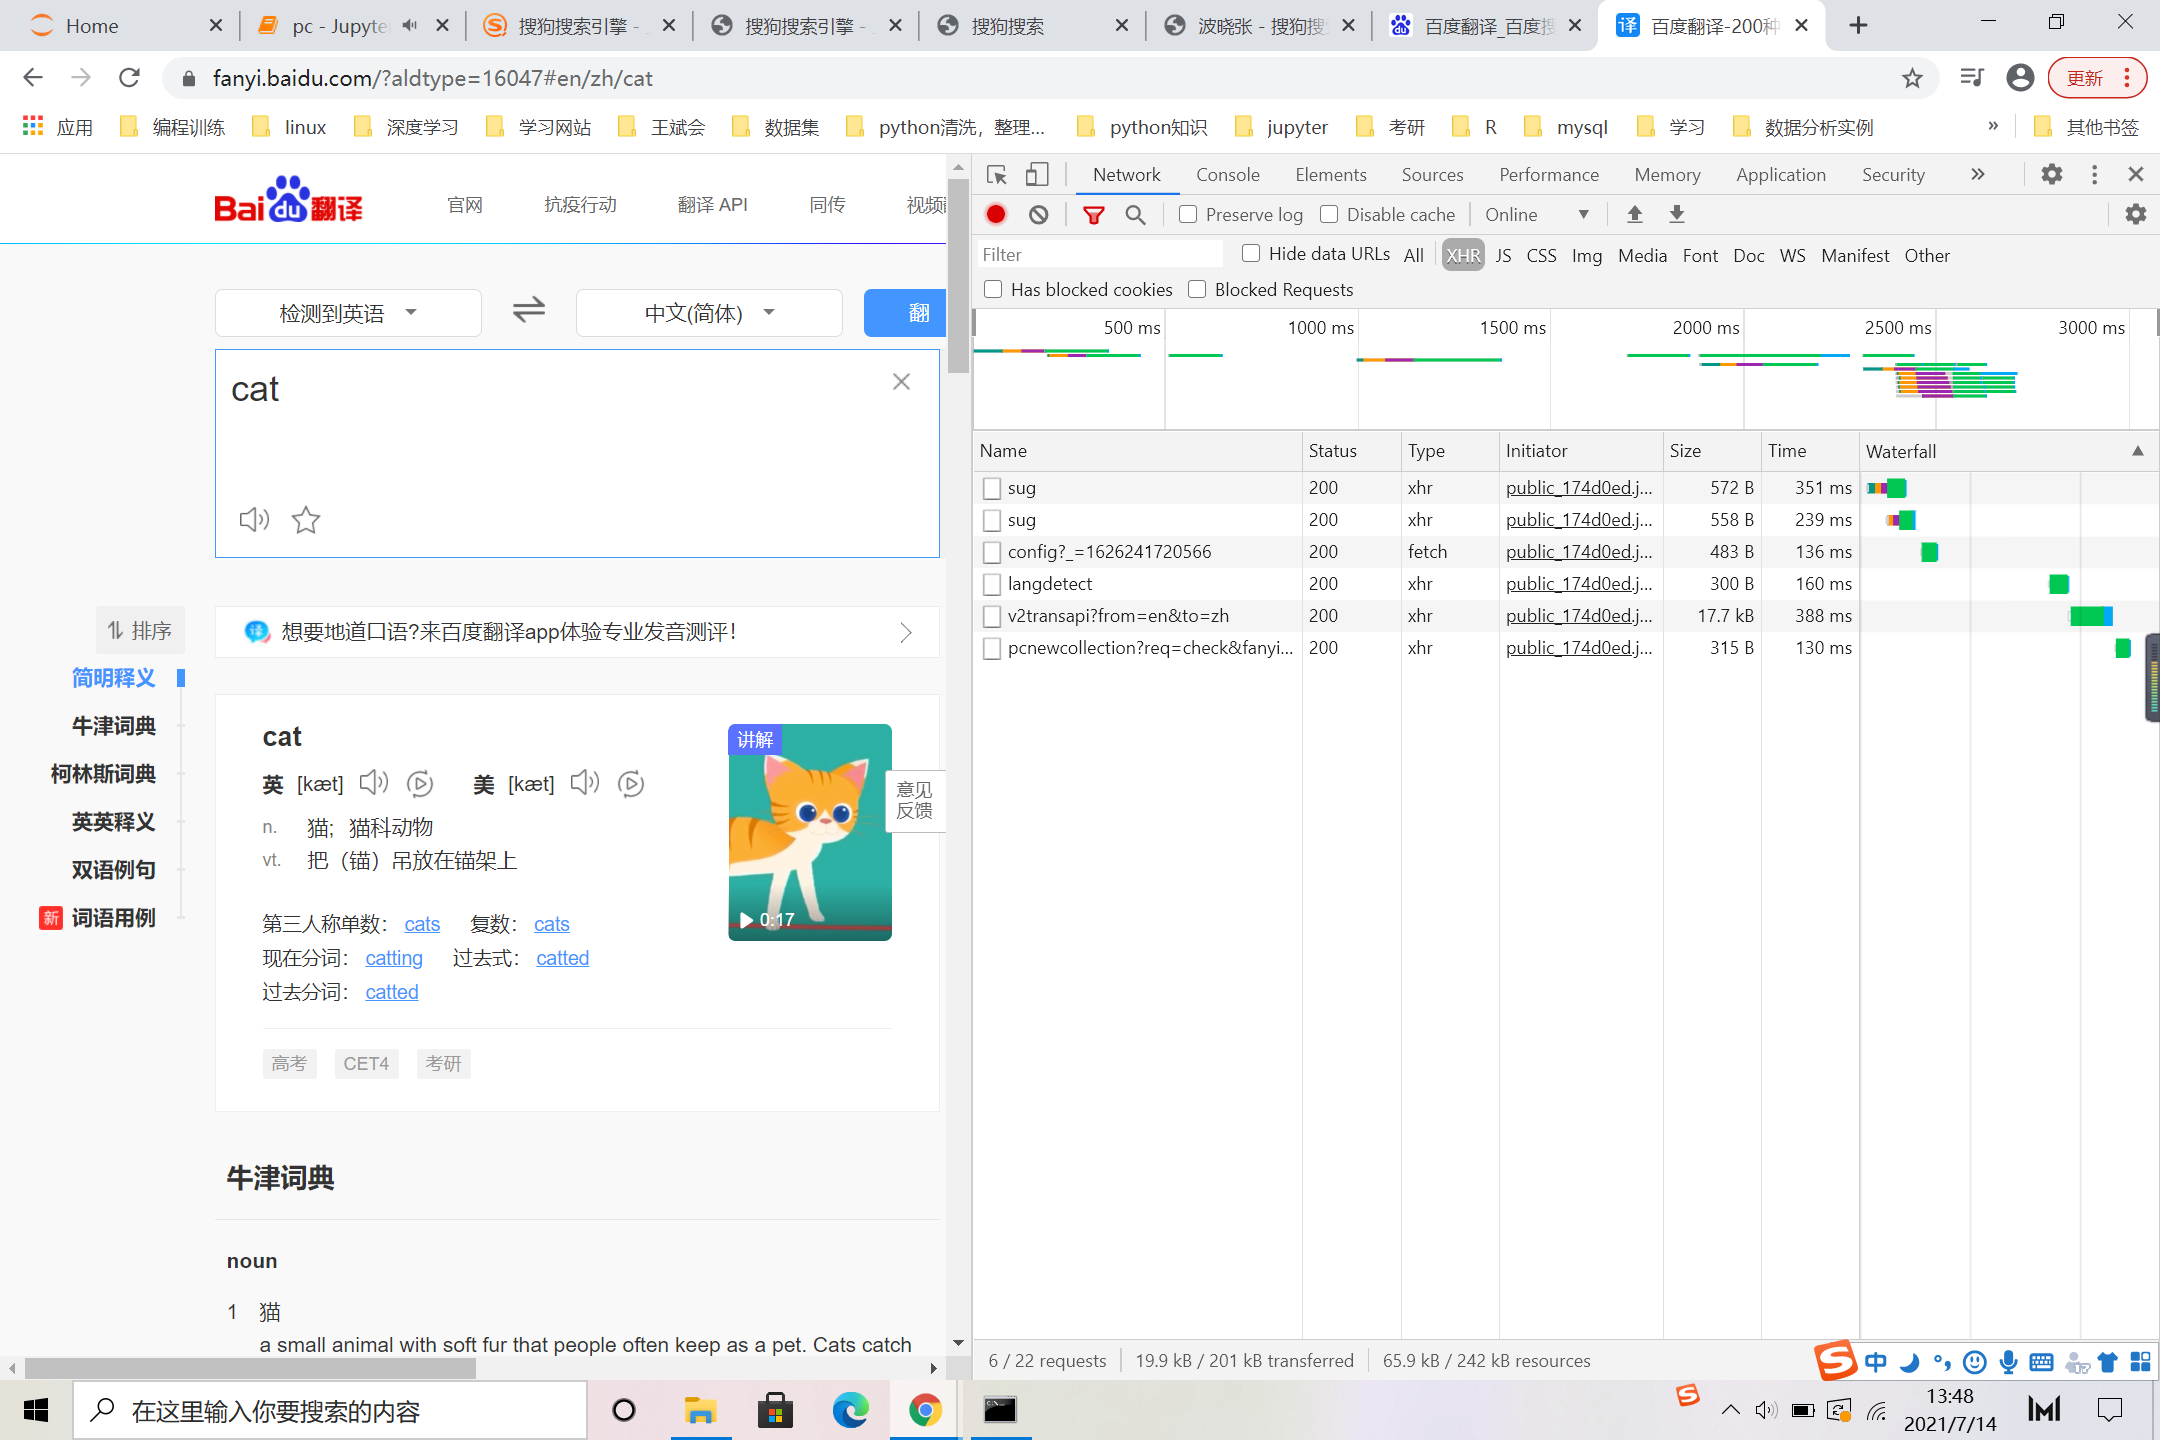 Home
pc - Jupyte
搜狗搜索引擎 -
搜狗搜索引擎 -
搜狗搜索
波晓张 - 搜狗搜
百度翻译_百度搜
百度翻译-200种
fanyi.baidu.com/?aldtype=16047#en/zh/cat
更新
应用
编程训练
linux
深度学习
学习网站
王斌会
数据集
python清洗，整理...
python知识
jupyter
考研
R
mysql
学习
数据分析实例
»
其他书签
Bai du 翻译
官网
抗疫行动
翻译 API
同传
视频
检测到英语
中文(简体)
翻
cat
排序
想要地道口语?来百度翻译app体验专业发音测评!
简明释义
牛津词典
柯林斯词典
英英释义
双语例句
新 词语用例
cat
英 [kæt]
美 [kæt]
n. 猫; 猫科动物
vt. 把（锚）吊放在锚架上
第三人称单数: cats 复数: cats
现在分词: catting 过去式: catted
过去分词: catted
讲解
0:17
意见
反馈
高考 CET4 考研
牛津词典
noun
1 猫
a small animal with soft fur that people often keep as a pet. Cats catch
Network Console Elements Sources Performance Memory Application Security »
Preserve log Disable cache Online
Filter Hide data URLs All XHR JS CSS Img Media Font Doc WS Manifest Other
Has blocked cookies Blocked Requests
500 ms 1000 ms 1500 ms 2000 ms 2500 ms 3000 ms
Name Status Type Initiator Size Time Waterfall
sug 200 xhr public_174d0ed.j... 572 B 351 ms
sug 200 xhr public_174d0ed.j... 558 B 239 ms
config?_=1626241720566 200 fetch public_174d0ed.j... 483 B 136 ms
langdetect 200 xhr public_174d0ed.j... 300 B 160 ms
v2transapi?from=en&to=zh 200 xhr public_174d0ed.j... 17.7 kB 388 ms
pcnewcollection?req=check&fanyi... 200 xhr public_174d0ed.j... 315 B 130 ms
6 / 22 requests 19.9 kB / 201 kB transferred 65.9 kB / 242 kB resources
中
在这里输入你要搜索的内容
13:48
2021/7/14